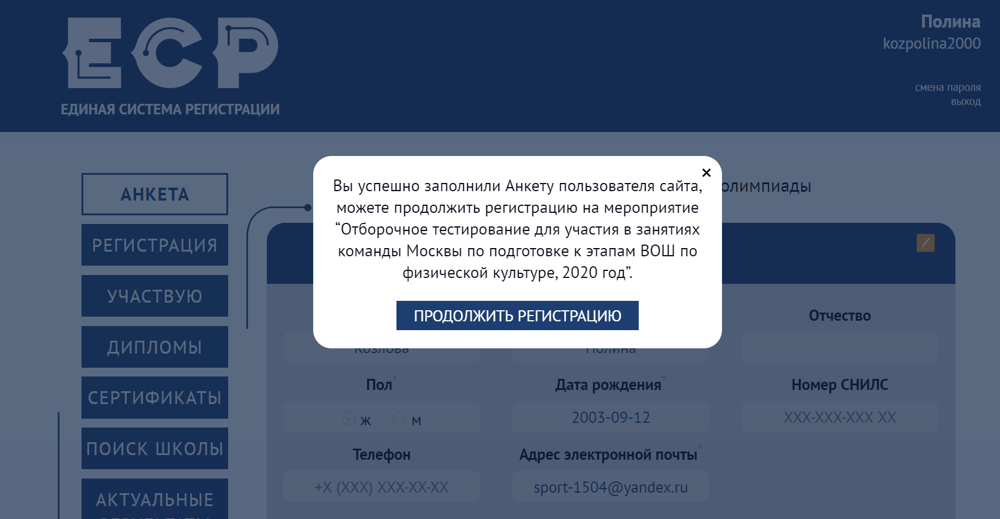 ЕСР
ЕДИНАЯ СИСТЕМА РЕГИСТРАЦИИ
Полина
kozpolina2000
смена пароля
выход
АНКЕТА
РЕГИСТРАЦИЯ
УЧАСТВУЮ
ДИПЛОМЫ
СЕРТИФИКАТЫ
ПОИСК ШКОЛЫ
АКТУАЛЬНЫЕ
олимпиады
×
Вы успешно заполнили Анкету пользователя сайта,
можете продолжить регистрацию на мероприятие
“Отборочное тестирование для участия в занятиях
команды Москвы по подготовке к этапам ВОШ по
физической культуре, 2020 год”.
ПРОДОЛЖИТЬ РЕГИСТРАЦИЮ
Отчество
Козлова
Полина
Пол*
Дата рождения*
Номер СНИЛС
ж м
2003-09-12
XXX-XXX-XXX XX
Телефон
Адрес электронной почты*
+X (XXX) XXX-XX-XX
sport-1504@yandex.ru